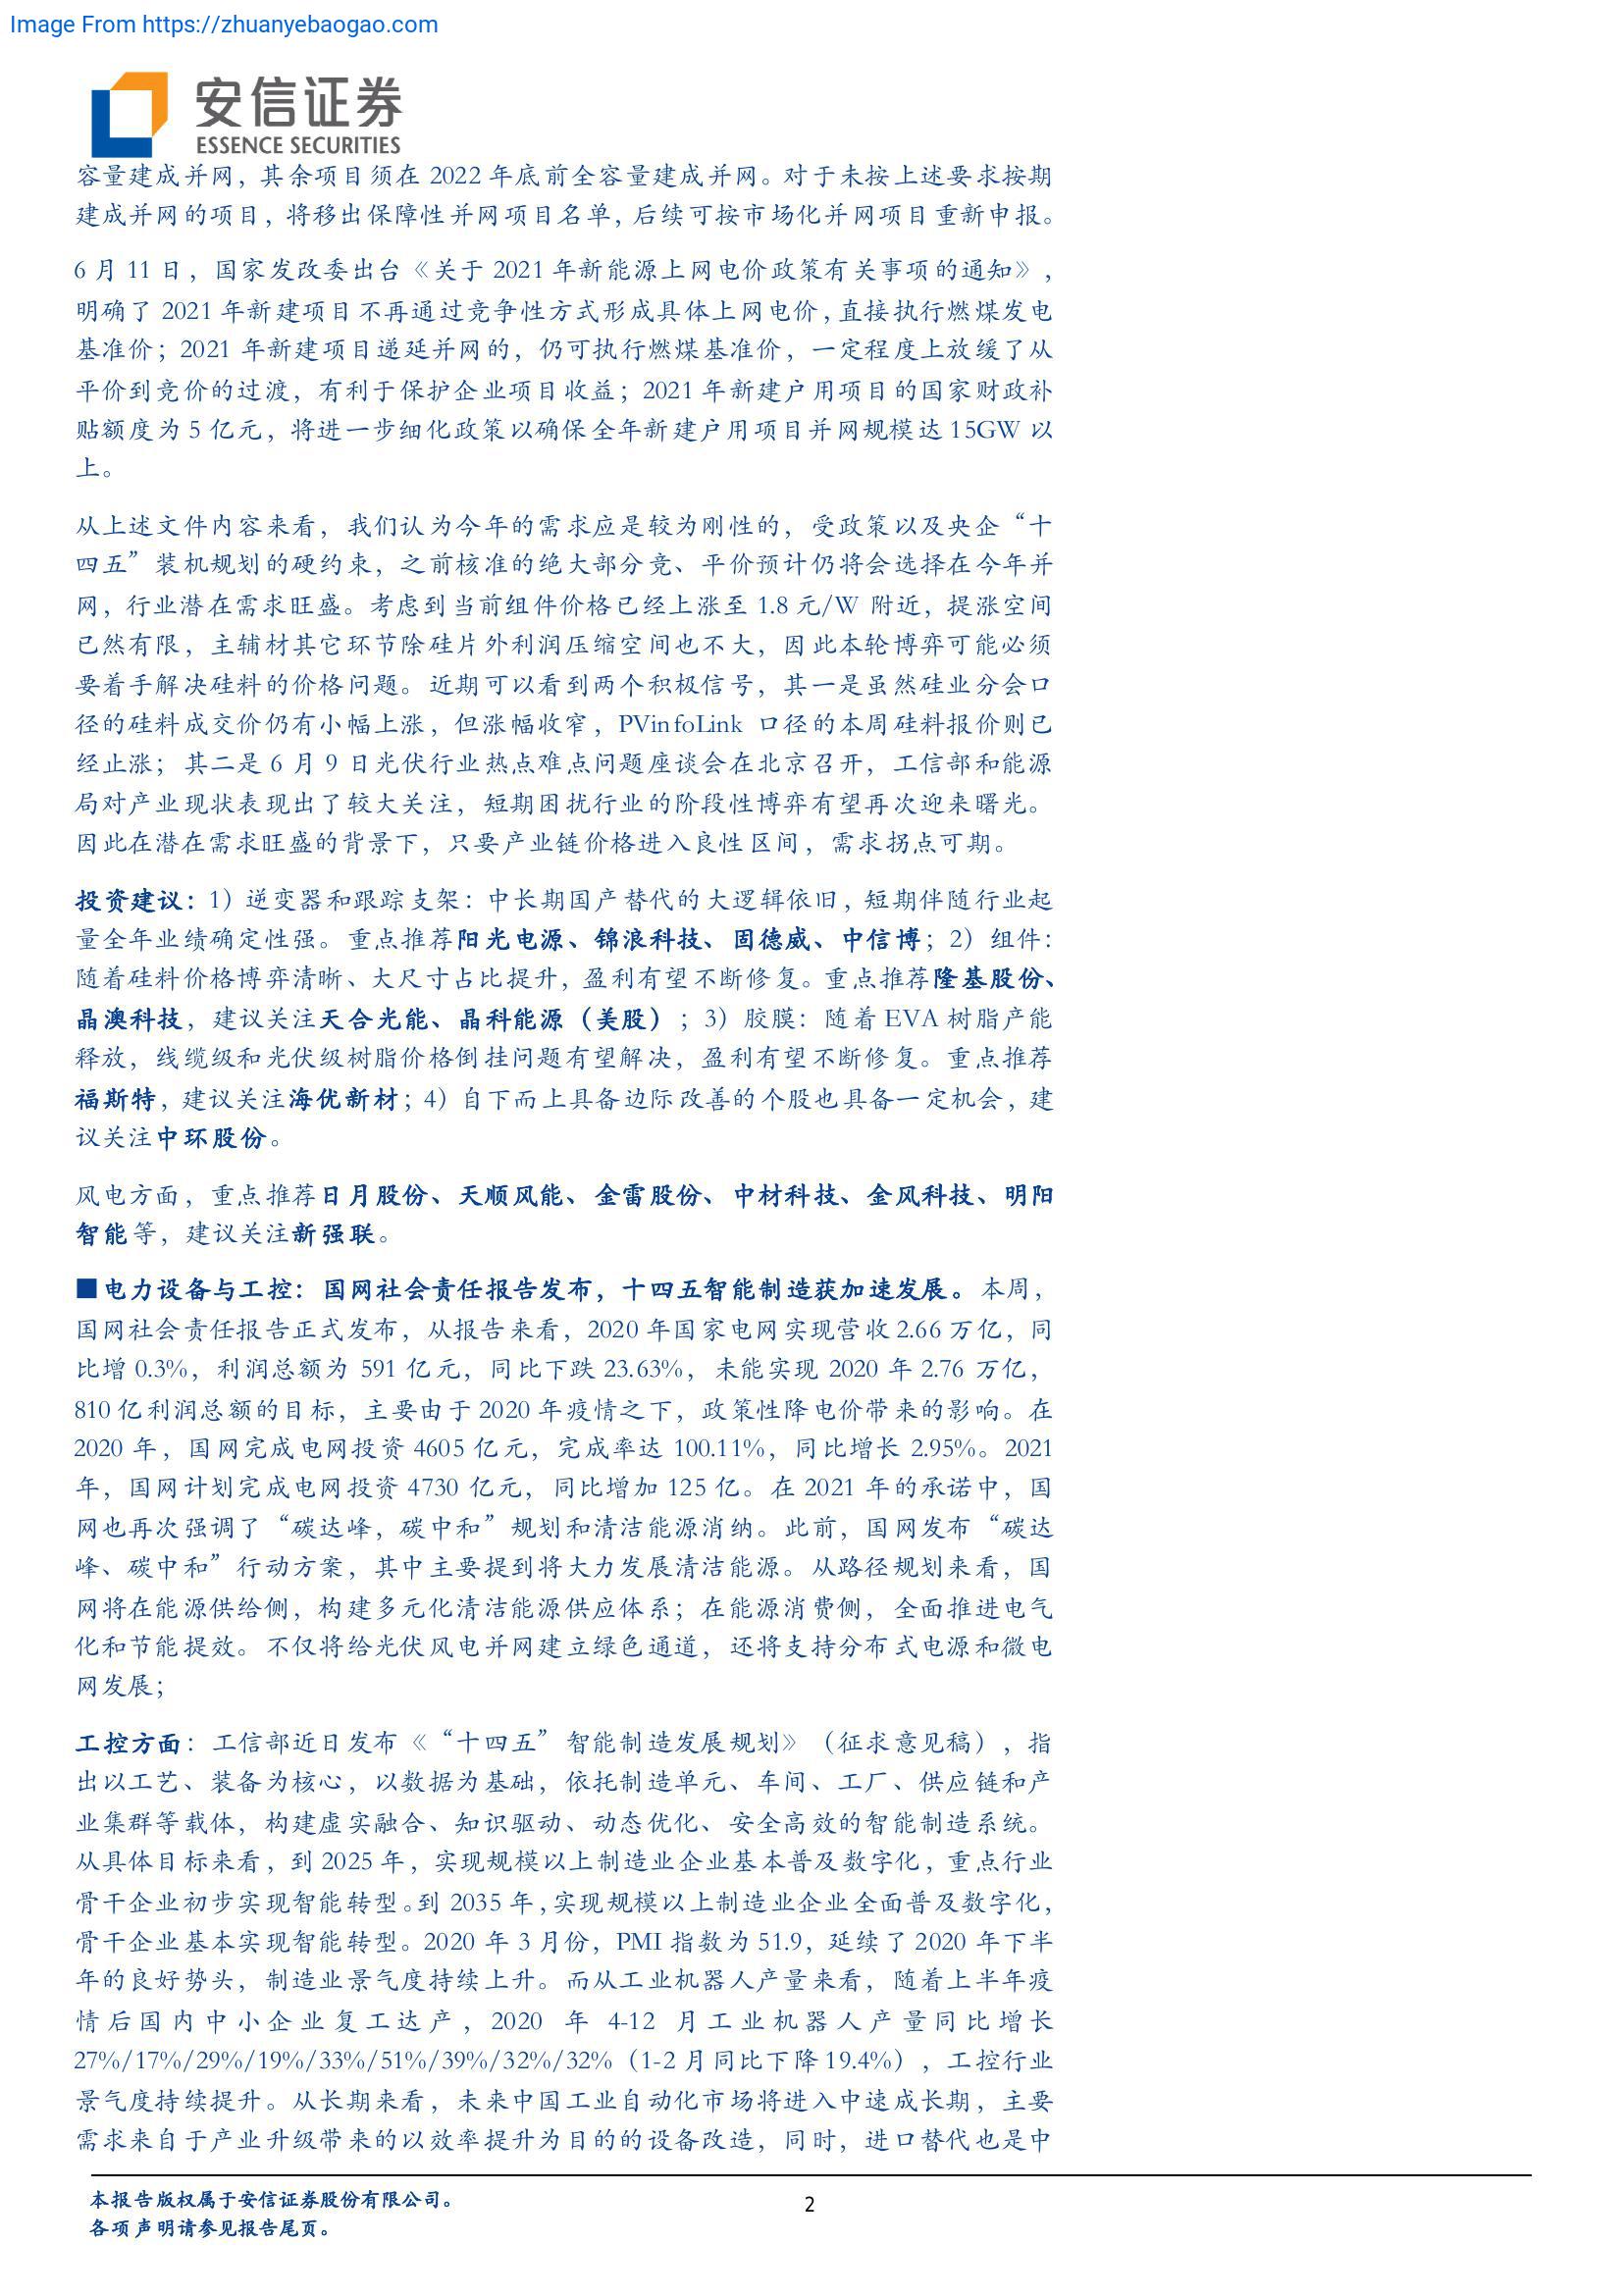 Image From https://zhuanyebaogao.com
安信证券
ESSENCE SECURITIES
容量建成并网，其余项目须在 2022 年底前全容量建成并网。对于未按上述要求按期
建成并网的项目，将移出保障性并网项目名单，后续可按市场化并网项目重新申报。
6 月 11 日，国家发改委出台《关于 2021 年新能源上网电价政策有关事项的通知》，
明确了 2021 年新建项目不再通过竞争性方式形成具体上网电价，直接执行燃煤发电
基准价；2021 年新建项目递延并网的，仍可执行燃煤基准价，一定程度上放缓了从
平价到竞价的过渡，有利于保护企业项目收益；2021 年新建户用项目的国家财政补
贴额度为 5 亿元，将进一步细化政策以确保全年新建户用项目并网规模达 15GW 以
上。
从上述文件内容来看，我们认为今年的需求应是较为刚性的，受政策以及央企“十
四五”装机规划的硬约束，之前核准的绝大部分竞、平价预计仍将会选择在今年并
网，行业潜在需求旺盛。考虑到当前组件价格已经上涨至 1.8 元/W 附近，提涨空间
已然有限，主辅材其它环节除硅片外利润压缩空间也不大，因此本轮博弈可能必须
要着手解决硅料的价格问题。近期可以看到两个积极信号，其一是虽然硅业分会口
径的硅料成交价仍有小幅上涨，但涨幅收窄，PVinfoLink 口径的本周硅料报价则已
经止涨；其二是 6 月 9 日光伏行业热点难点问题座谈会在北京召开，工信部和能源
局对产业现状表现出了较大关注，短期困扰行业的阶段性博弈有望再次迎来曙光。
因此在潜在需求旺盛的背景下，只要产业链价格进入良性区间，需求拐点可期。
投资建议：1）逆变器和跟踪支架：中长期国产替代的大逻辑依旧，短期伴随行业起
量全年业绩确定性强。重点推荐阳光电源、锦浪科技、固德威、中信博；2）组件：
随着硅料价格博弈清晰、大尺寸占比提升，盈利有望不断修复。重点推荐隆基股份、
晶澳科技，建议关注天合光能、晶科能源（美股）；3）胶膜：随着 EVA 树脂产能
释放，线缆级和光伏级树脂价格倒挂问题有望解决，盈利有望不断修复。重点推荐
福斯特，建议关注海优新材；4）自下而上具备边际改善的个股也具备一定机会，建
议关注中环股份。
风电方面，重点推荐日月股份、天顺风能、金雷股份、中材科技、金风科技、明阳
智能等，建议关注新强联。
■电力设备与工控：国网社会责任报告发布，十四五智能制造获加速发展。本周，
国网社会责任报告正式发布，从报告来看，2020 年国家电网实现营收 2.66 万亿，同
比增 0.3%，利润总额为 591 亿元，同比下跌 23.63%，未能实现 2020 年 2.76 万亿，
810 亿利润总额的目标，主要由于 2020 年疫情之下，政策性降电价带来的影响。在
2020 年，国网完成电网投资 4605 亿元，完成率达 100.11%，同比增长 2.95%。2021
年，国网计划完成电网投资 4730 亿元，同比增加 125 亿。在 2021 年的承诺中，国
网也再次强调了“碳达峰，碳中和”规划和清洁能源消纳。此前，国网发布“碳达
峰、碳中和”行动方案，其中主要提到将大力发展清洁能源。从路径规划来看，国
网将在能源供给侧，构建多元化清洁能源供应体系；在能源消费侧，全面推进电气
化和节能提效。不仅将给光伏风电并网建立绿色通道，还将支持分布式电源和微电
网发展；
工控方面：工信部近日发布《“十四五”智能制造发展规划》（征求意见稿），指
出以工艺、装备为核心，以数据为基础，依托制造单元、车间、工厂、供应链和产
业集群等载体，构建虚实融合、知识驱动、动态优化、安全高效的智能制造系统。
从具体目标来看，到 2025 年，实现规模以上制造业企业基本普及数字化，重点行业
骨干企业初步实现智能转型。到 2035 年，实现规模以上制造业企业全面普及数字化，
骨干企业基本实现智能转型。2020 年 3 月份，PMI 指数为 51.9，延续了 2020 年下半
年的良好势头，制造业景气度持续上升。而从工业机器人产量来看，随着上半年疫
情后国内中小企业复工达产，2020 年 4-12 月工业机器人产量同比增长
27%/17%/29%/19%/33%/51%/39%/32%/32%（1-2 月同比下降 19.4%），工控行业
景气度持续提升。从长期来看，未来中国工业自动化市场将进入中速成长期，主要
需求来自于产业升级带来的以效率提升为目的的设备改造，同时，进口替代也是中
本报告版权属于安信证券股份有限公司。
各项声明请参见报告尾页。
2